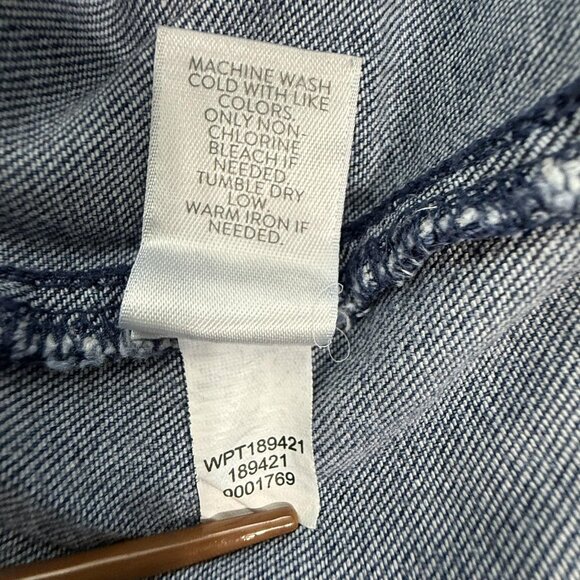 MACHINE WASH
COLD WITH LIKE
COLORS.
ONLY NON-
CHLORINE
BLEACH IF
NEEDED.
TUMBLE DRY
LOW.
WARM IRON IF
NEEDED.
WPT189421
189421
0001769